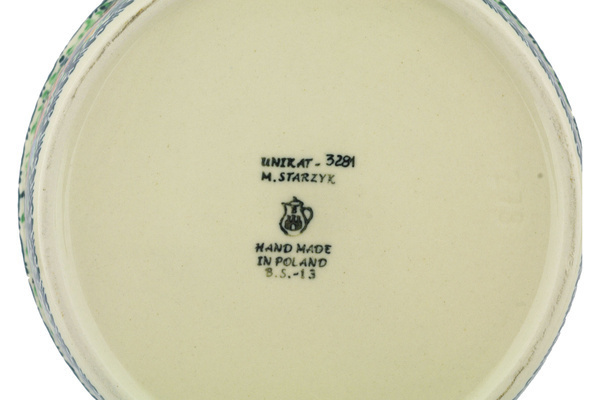 UNIKAT - 3281
M. STARZYK
HAND MADE
IN POLAND
B.S.-13